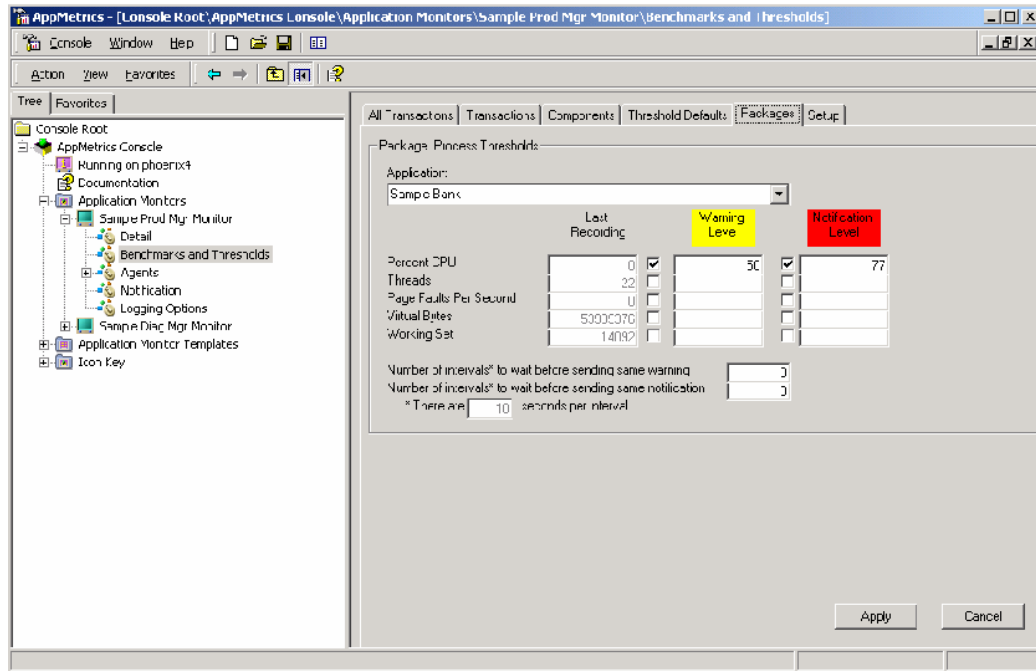 AppMetrics - [Console Root\AppMetrics Console\Application Monitors\Sample Prod Mgr Monitor\Benchmarks and Thresholds]
Console Window Help
Action View Favorites
Tree Favorites
Console Root
AppMetrics Console
Running on phoenix4
Documentation
Application Monitors
Sample Prod Mgr Monitor
Detail
Benchmarks and Thresholds
Agents
Notification
Logging Options
Sample Diag Mgr Monitor
Application Monitor Templates
Icon Key
All Transactions Transactions Components Threshold Defaults Packages Setup
Package Process Thresholds
Application:
Sample Bank
Last Recording
Warning Level
Notification Level
Percent CPU 0 50 77
Threads 22
Page Faults Per Second 0
Virtual Bytes
Working Set 14092
Number of intervals* to wait before sending same warning
Number of intervals* to wait before sending same notification
* There are 10 seconds per interval
Apply Cancel